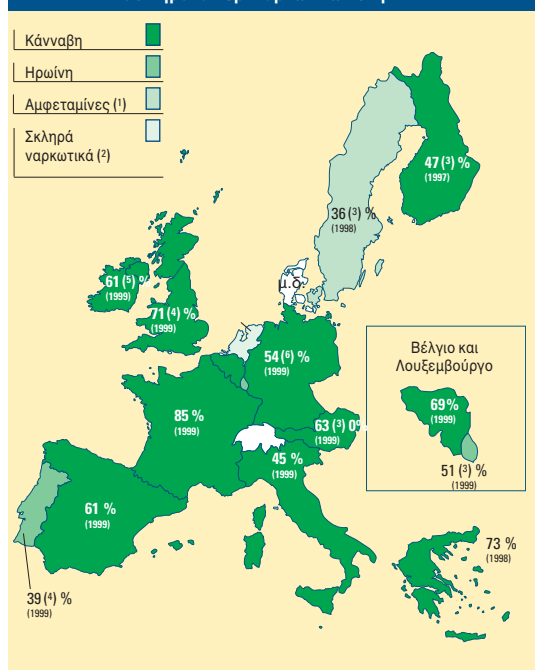 Κάνναβη
Ηρωίνη
Αμφεταμίνες (¹)
Σκληρά
ναρκωτικά (²)
47 (³) %
(1997)
36 (³) %
(1998)
μ.δ.
61 (⁵) %
(1999)
71 (⁴) %
(1999)
54 (⁶) %
(1999)
Βέλγιο και
Λουξεμβούργο
69%
(1999)
51 (³) %
(1999)
85 %
(1999)
63 (³) 0%
(1999)
45 %
(1999)
61 %
(1999)
73 %
(1998)
39 (⁴) %
(1999)